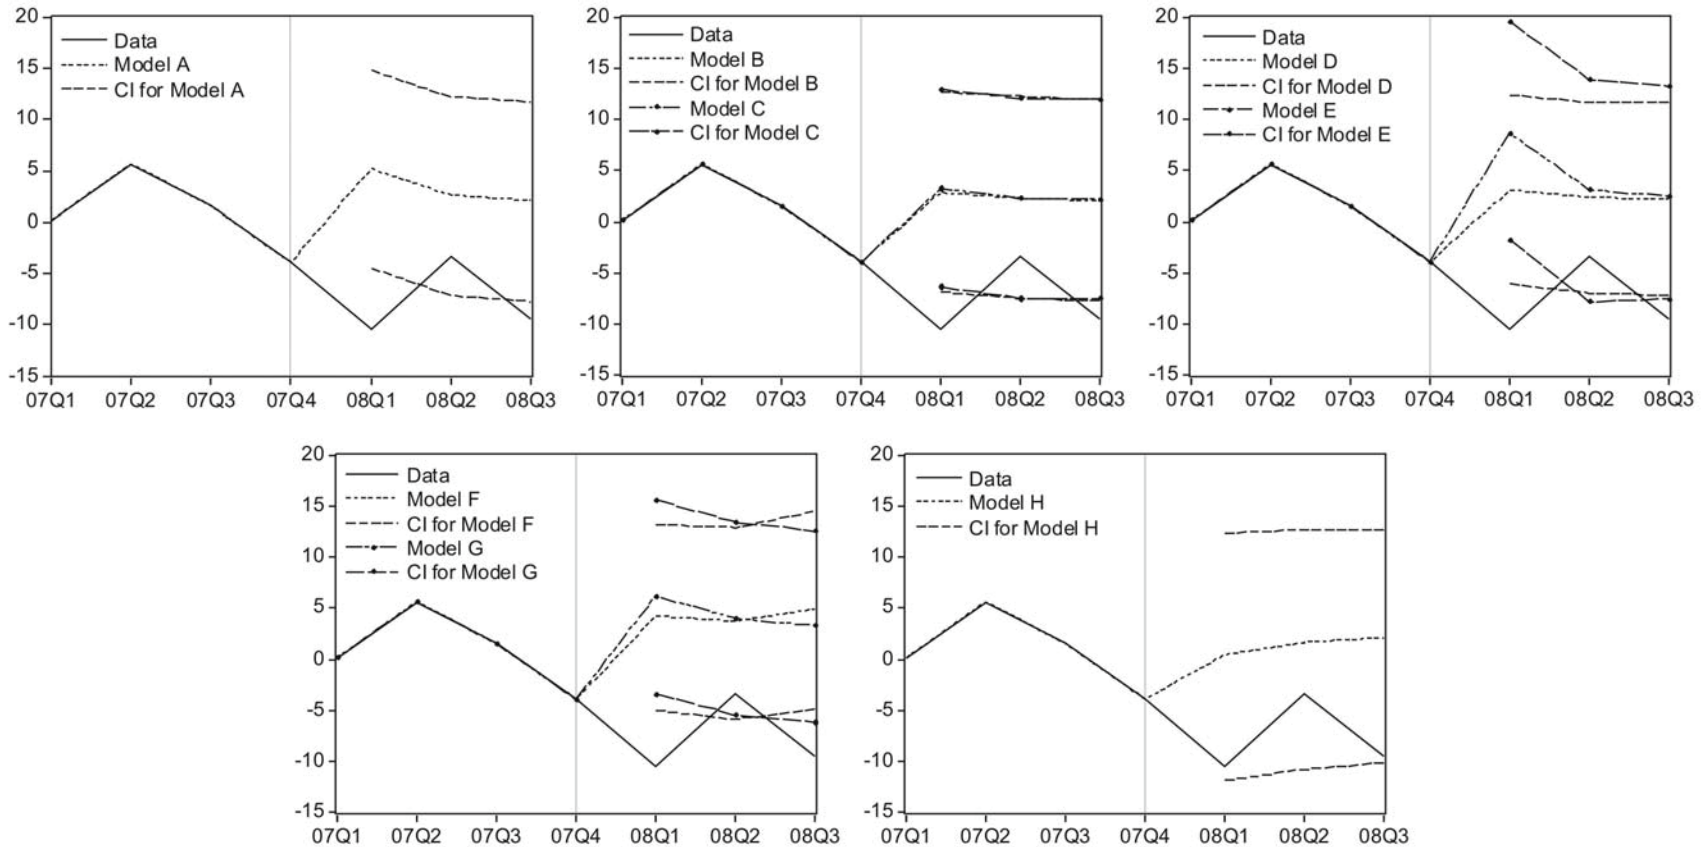 20
15
10
5
0
-5
-10
-15
07Q1 07Q2 07Q3 07Q4 08Q1 08Q2 08Q3
Data
Model A
CI for Model A
20
15
10
5
0
-5
-10
-15
07Q1 07Q2 07Q3 07Q4 08Q1 08Q2 08Q3
Data
Model B
CI for Model B
Model C
CI for Model C
20
15
10
5
0
-5
-10
-15
07Q1 07Q2 07Q3 07Q4 08Q1 08Q2 08Q3
Data
Model D
CI for Model D
Model E
CI for Model E
20
15
10
5
0
-5
-10
-15
07Q1 07Q2 07Q3 07Q4 08Q1 08Q2 08Q3
Data
Model F
CI for Model F
Model G
CI for Model G
20
15
10
5
0
-5
-10
-15
07Q1 07Q2 07Q3 07Q4 08Q1 08Q2 08Q3
Data
Model H
CI for Model H